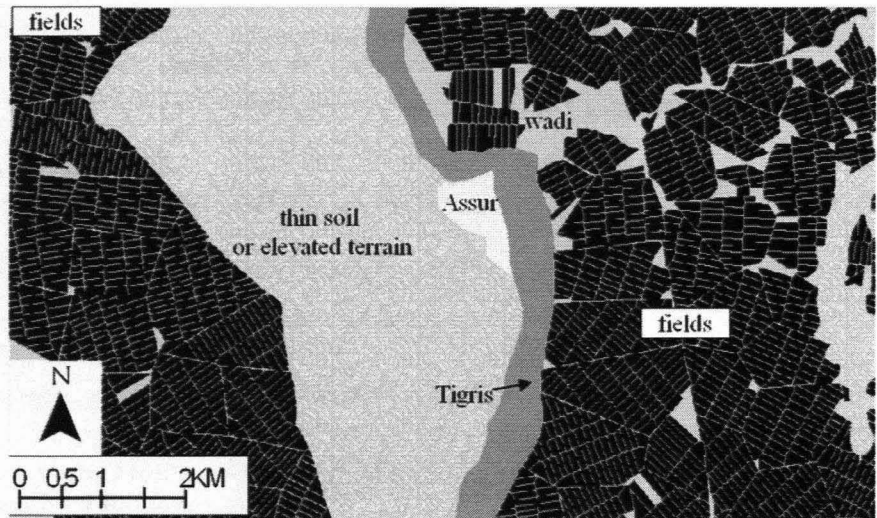 fields
wadi
Assur
thin soil
or elevated terrain
fields
Tigris
N
0 0.5 1 2KM